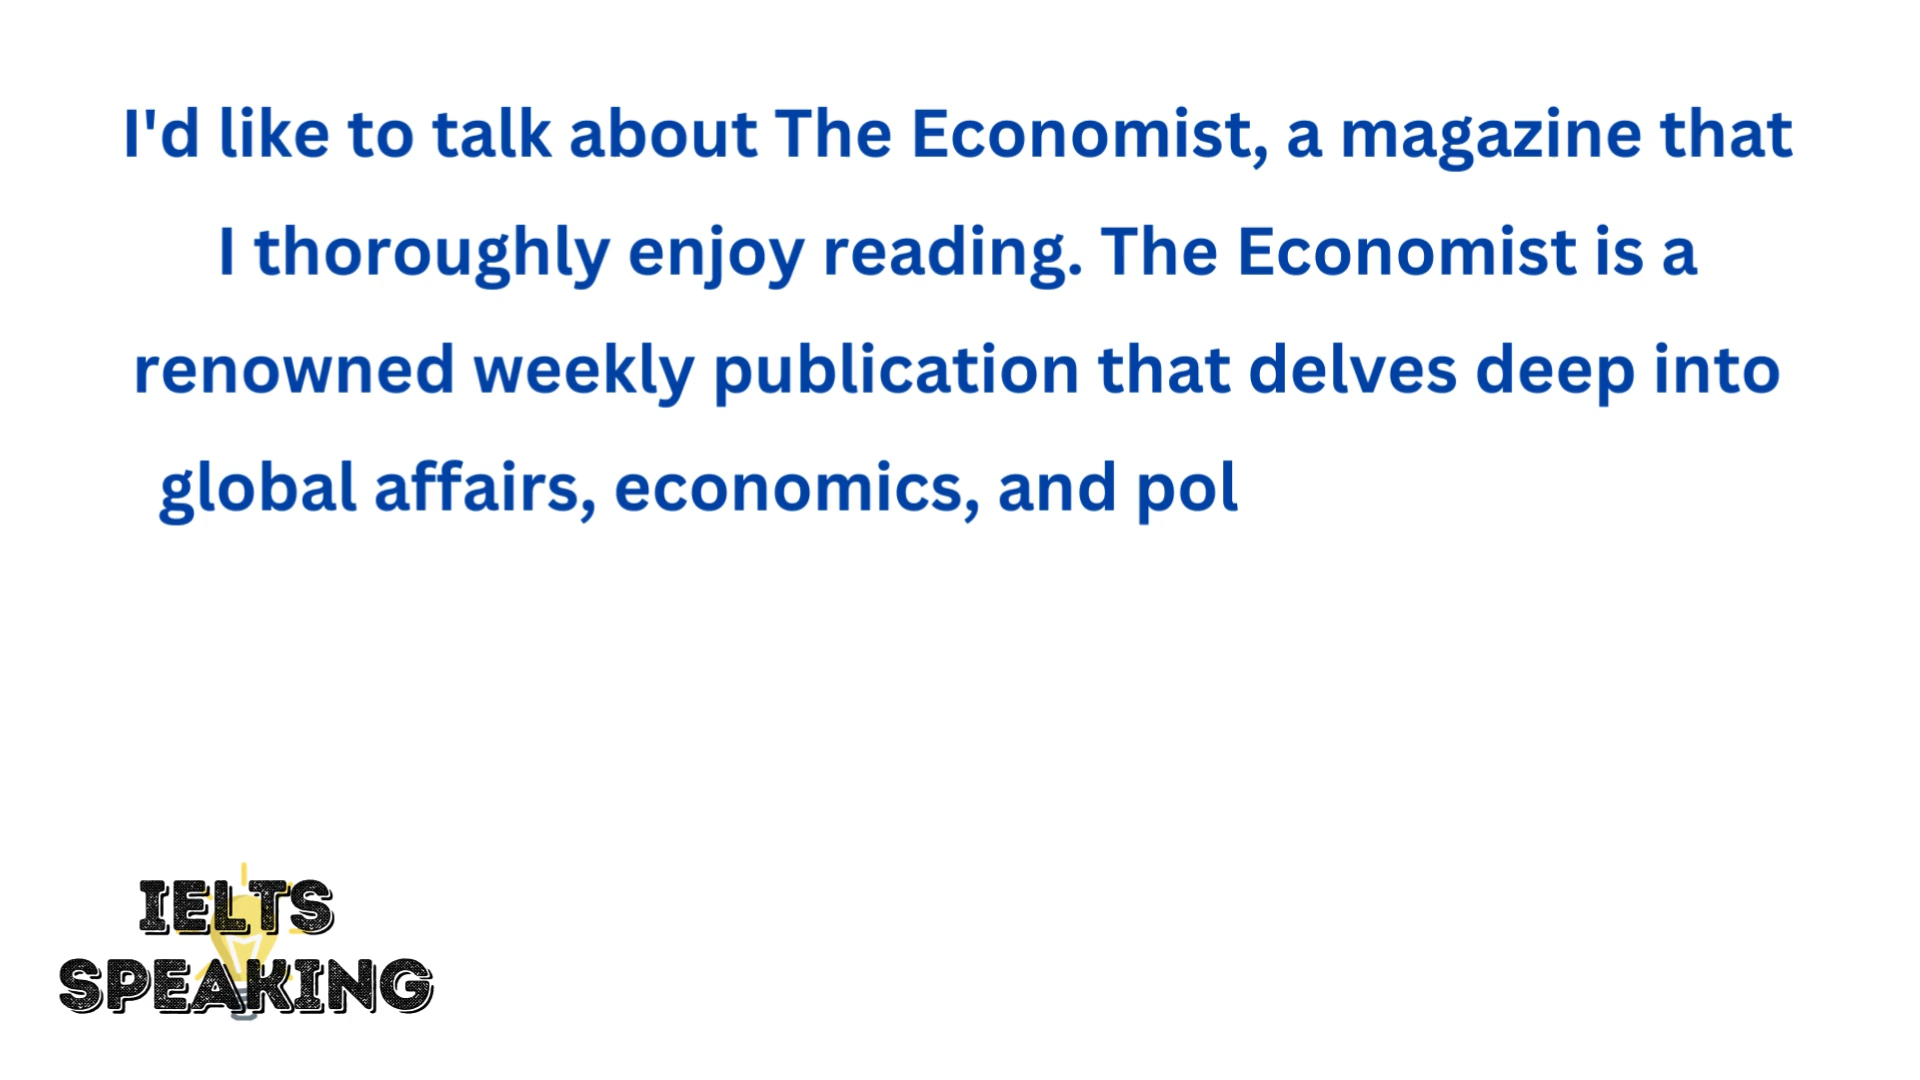 I'd like to talk about The Economist, a magazine that
I thoroughly enjoy reading. The Economist is a
renowned weekly publication that delves deep into
global affairs, economics, and pol
IELTS
SPEAKING